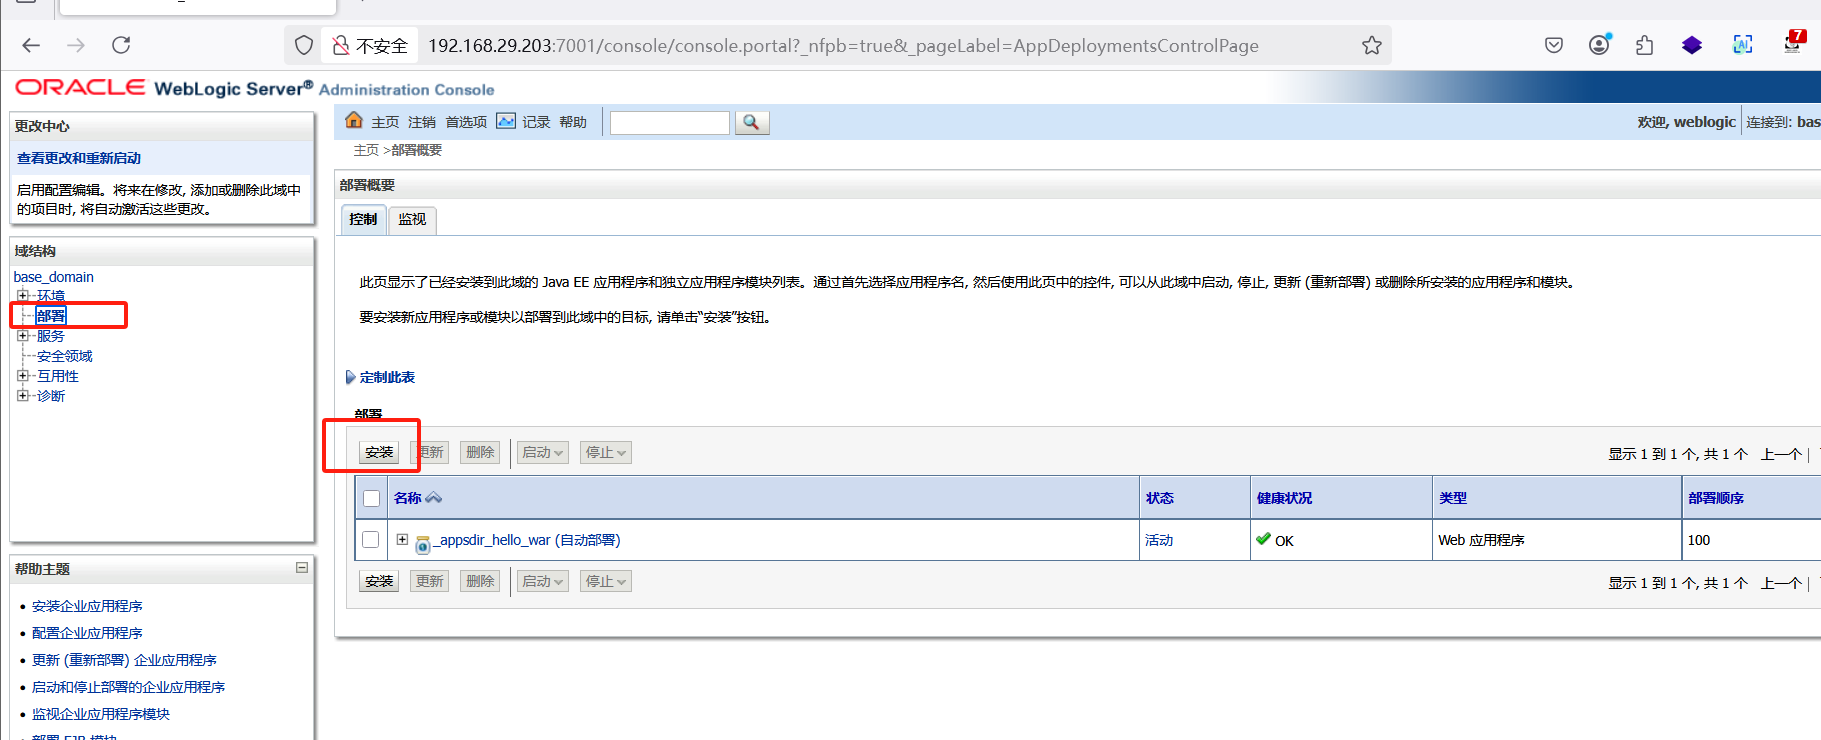 不安全
192.168.29.203:7001/console/console.portal?_nfpb=true&_pageLabel=AppDeploymentsControlPage
7
ORACLE WebLogic Server® Administration Console
更改中心
查看更改和重新启动
启用配置编辑。将来在修改, 添加或删除此域中
的项目时, 将自动激活这些更改。
域结构
base_domain
环境
部署
服务
安全领域
互用性
诊断
帮助主题
安装企业应用程序
配置企业应用程序
更新 (重新部署) 企业应用程序
启动和停止部署的企业应用程序
监视企业应用程序模块
部署 EJB 模块
主页 注销 首选项 记录 帮助
欢迎, weblogic 连接到: bas
主页 >部署概要
部署概要
控制 监视
此页显示了已经安装到此域的 Java EE 应用程序和独立应用程序模块列表。通过首先选择应用程序名, 然后使用此页中的控件, 可以从此域中启动, 停止, 更新 (重新部署) 或删除所安装的应用程序和模块。
要安装新应用程序或模块以部署到此域中的目标, 请单击“安装”按钮。
定制此表
部署
安装 更新 删除 启动 停止
显示 1 到 1 个, 共 1 个 上一个 |
名称 状态 健康状况 类型 部署顺序
_appsdir_hello_war (自动部署) 活动 OK Web 应用程序 100
安装 更新 删除 启动 停止
显示 1 到 1 个, 共 1 个 上一个 |